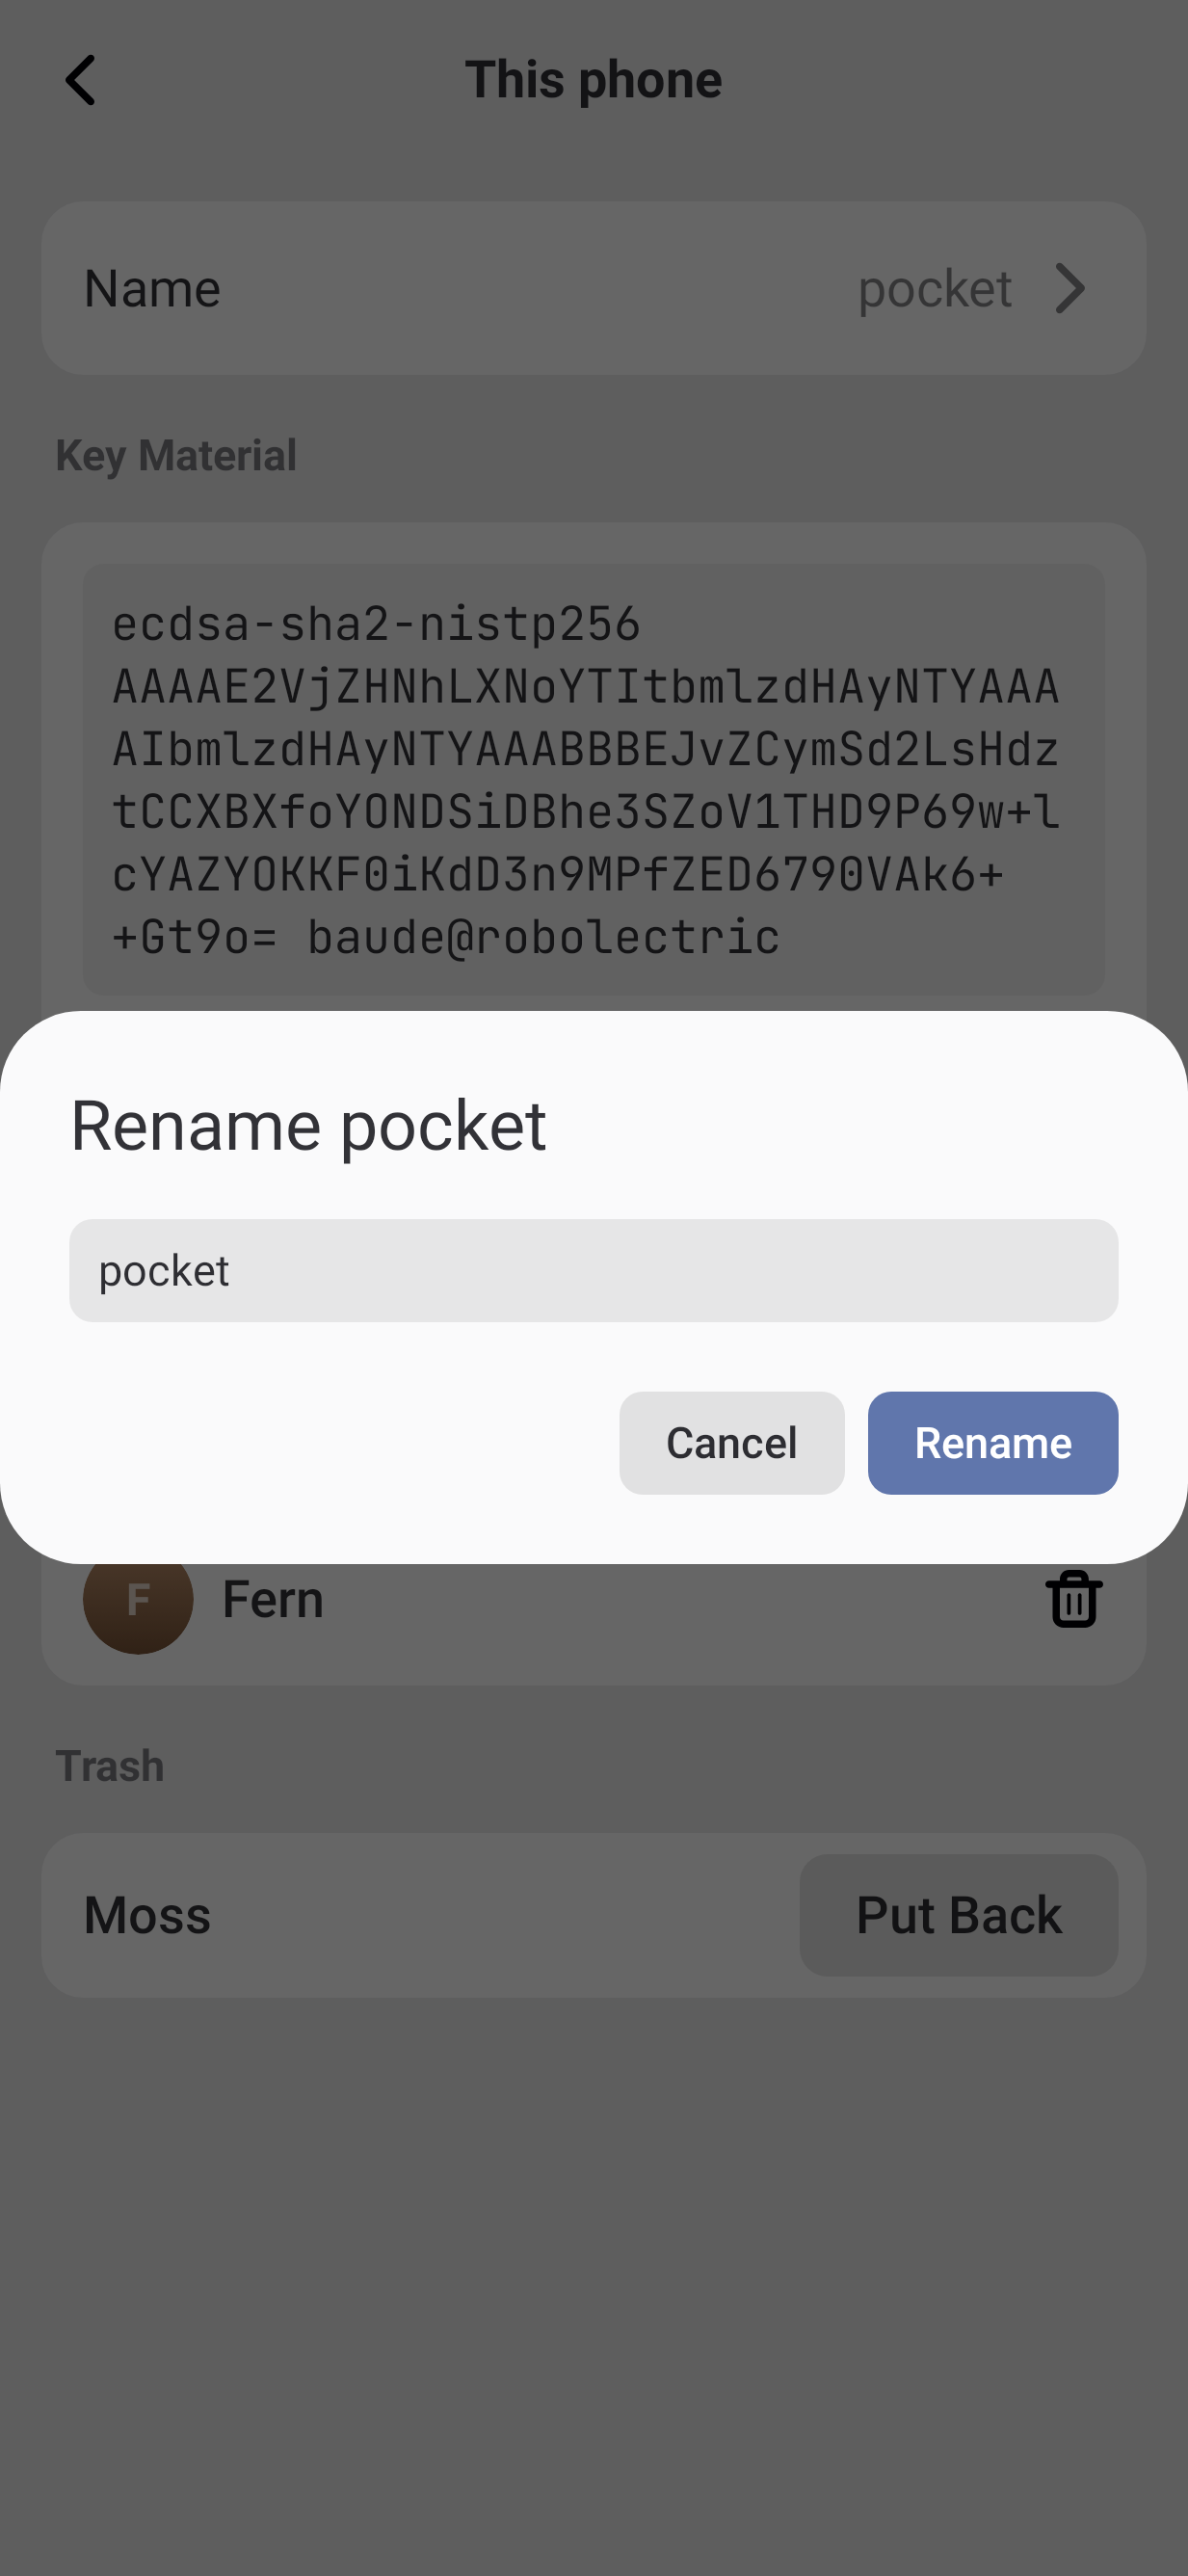 This phone
Name
pocket
Key Material
ecdsa-sha2-nistp256
AAAAE2VjZHNhLXNoYTItbmlzdHAyNTYAAA
AIbmlzdHAyNTYAAABBBEJvZCymSd2LsHdz
tCCXBXfoYONDSiDBhe3SZoV1THD9P69w+l
cYAZYOKKF0iKdD3n9MPfZED6790VAk6+
+Gt9o= baude@robolectric
Rename pocket
pocket
Cancel
Rename
F
Fern
Trash
Moss
Put Back